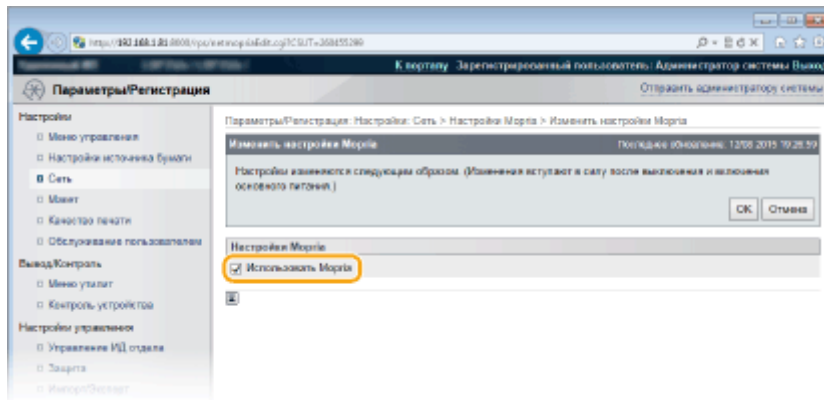 К порталу Зарегистрированный пользователь: Администратор системы Выход
Параметры/Регистрация
Отправить администратору системы
Настройки
Меню управления
Настройки источника бумаги
Сеть
Макет
Качество печати
Обслуживание пользователем
Вывод/Контроль
Меню утилит
Контроль устройства
Настройки управления
Управление ИД отдела
Защита
Импорт/Экспорт
Параметры/Регистрация: Настройки: Сеть > Настройки Mopria > Изменить настройки Mopria
Изменить настройки Mopria
Последнее обновление: 12/08 2015 19:28:59
Настройки изменяются следующим образом. (Изменения вступают в силу после выключения и включения
основного питания.)
OK Отмена
Настройки Mopria
Использовать Mopria